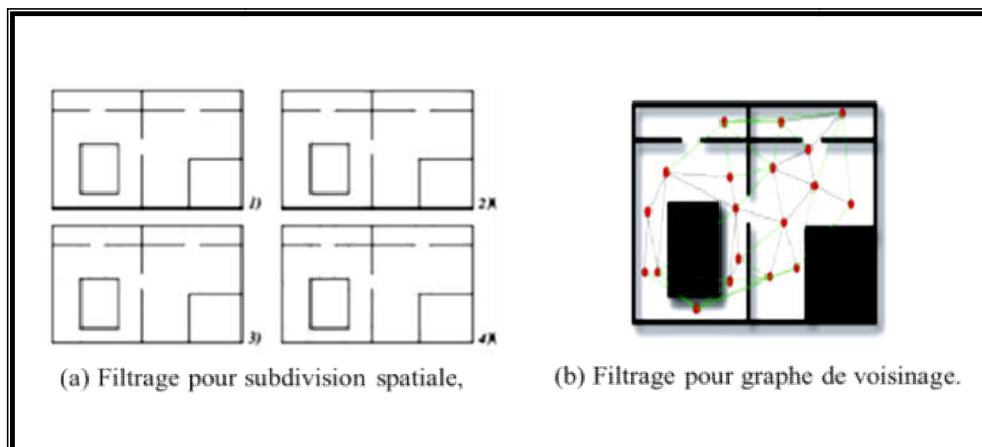 1)
2)
3)
4)
(a) Filtrage pour subdivision spatiale,
(b) Filtrage pour graphe de voisinage.